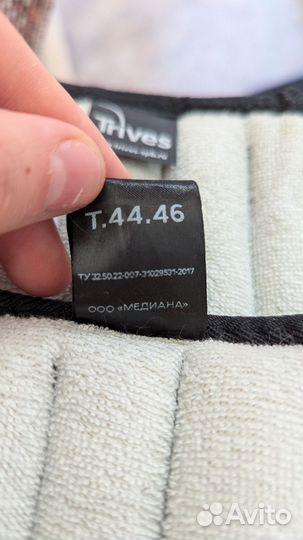 Trives
Т.44.46
ТУ 32.50.22-007-31029531-2017
ООО «МЕДИАНА»
Avito